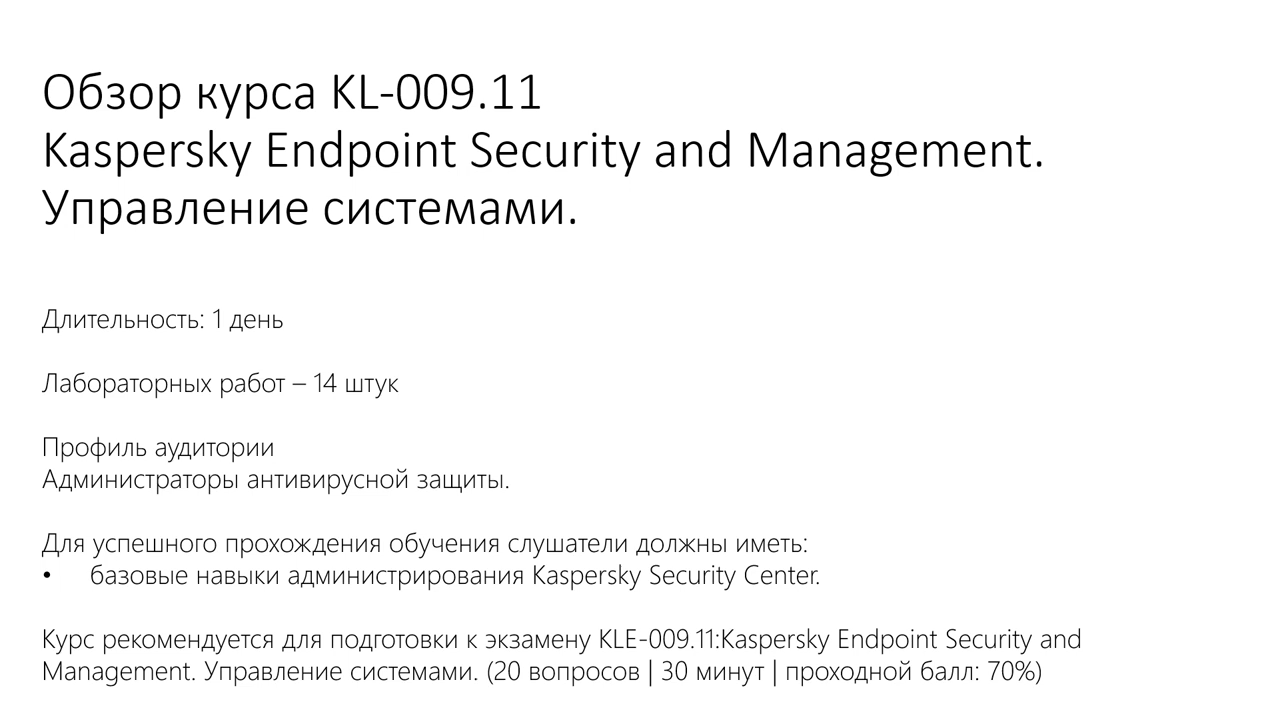 Обзор курса KL-009.11
Kaspersky Endpoint Security and Management.
Управление системами.
Длительность: 1 день
Лабораторных работ – 14 штук
Профиль аудитории
Администраторы антивирусной защиты.
Для успешного прохождения обучения слушатели должны иметь:
• базовые навыки администрирования Kaspersky Security Center.
Курс рекомендуется для подготовки к экзамену KLE-009.11:Kaspersky Endpoint Security and
Management. Управление системами. (20 вопросов | 30 минут | проходной балл: 70%)